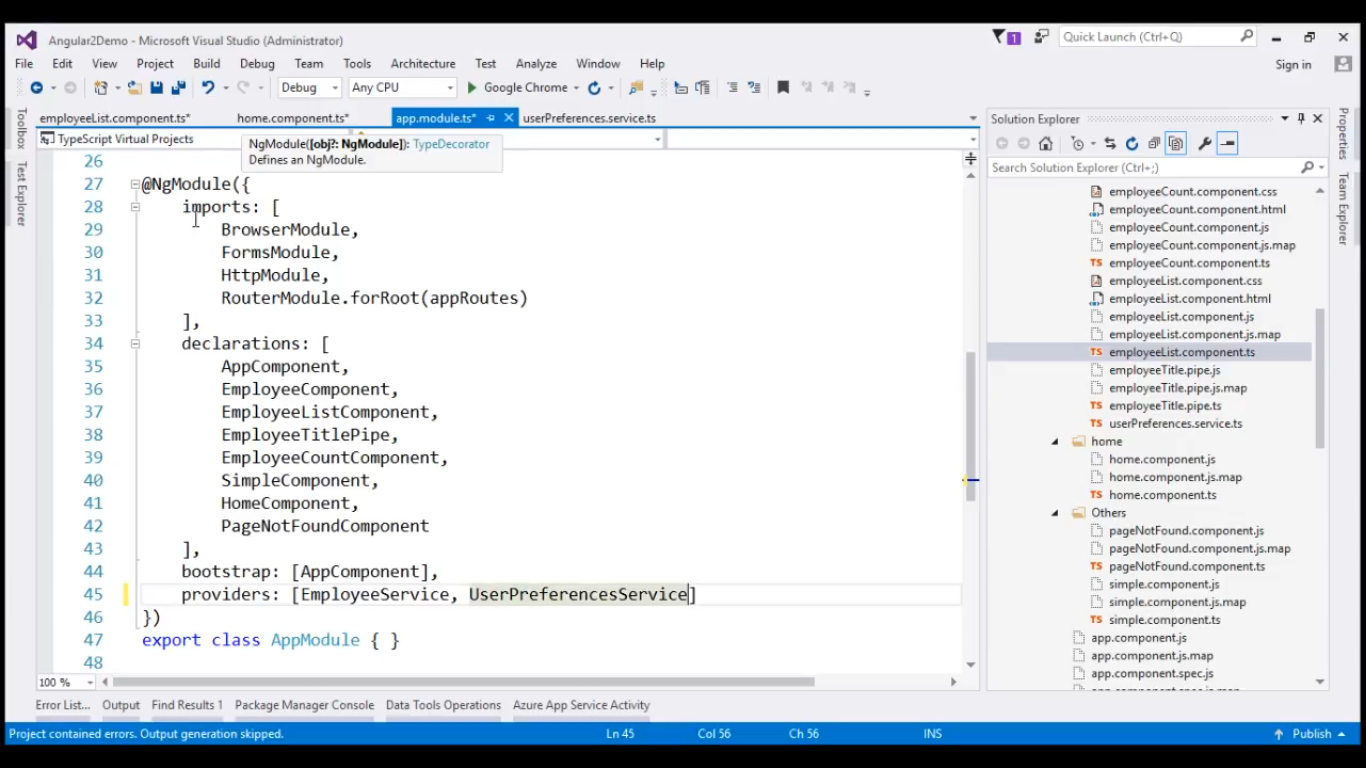 Angular2Demo - Microsoft Visual Studio (Administrator)
1
Quick Launch (Ctrl+Q)
File Edit View Project Build Debug Team Tools Architecture Test Analyze Window Help
Sign in
Debug Any CPU Google Chrome
employeeList.component.ts* home.component.ts* app.module.ts* userPreferences.service.ts
TypeScript Virtual Projects
NgModule([obj?: NgModule]): TypeDecorator
Defines an NgModule.
Toolbox
Test Explorer
26
27 @NgModule({
28 imports: [
29 BrowserModule,
30 FormsModule,
31 HttpModule,
32 RouterModule.forRoot(appRoutes)
33 ],
34 declarations: [
35 AppComponent,
36 EmployeeComponent,
37 EmployeeListComponent,
38 EmployeeTitlePipe,
39 EmployeeCountComponent,
40 SimpleComponent,
41 HomeComponent,
42 PageNotFoundComponent
43 ],
44 bootstrap: [AppComponent],
45 providers: [EmployeeService, UserPreferencesService]
46 })
47 export class AppModule { }
48
100 %
Solution Explorer
Search Solution Explorer (Ctrl+;)
employeeCount.component.css
employeeCount.component.html
employeeCount.component.js
employeeCount.component.js.map
TS employeeCount.component.ts
employeeList.component.css
employeeList.component.html
employeeList.component.js
employeeList.component.js.map
TS employeeList.component.ts
employeeTitle.pipe.js
employeeTitle.pipe.js.map
TS employeeTitle.pipe.ts
TS userPreferences.service.ts
home
home.component.js
home.component.js.map
TS home.component.ts
Others
pageNotFound.component.js
pageNotFound.component.js.map
TS pageNotFound.component.ts
simple.component.js
simple.component.js.map
TS simple.component.ts
app.component.js
app.component.js.map
app.component.spec.js
Properties
Team Explorer
Error List... Output Find Results 1 Package Manager Console Data Tools Operations Azure App Service Activity
Project contained errors. Output generation skipped. Ln 45 Col 56 Ch 56 INS Publish